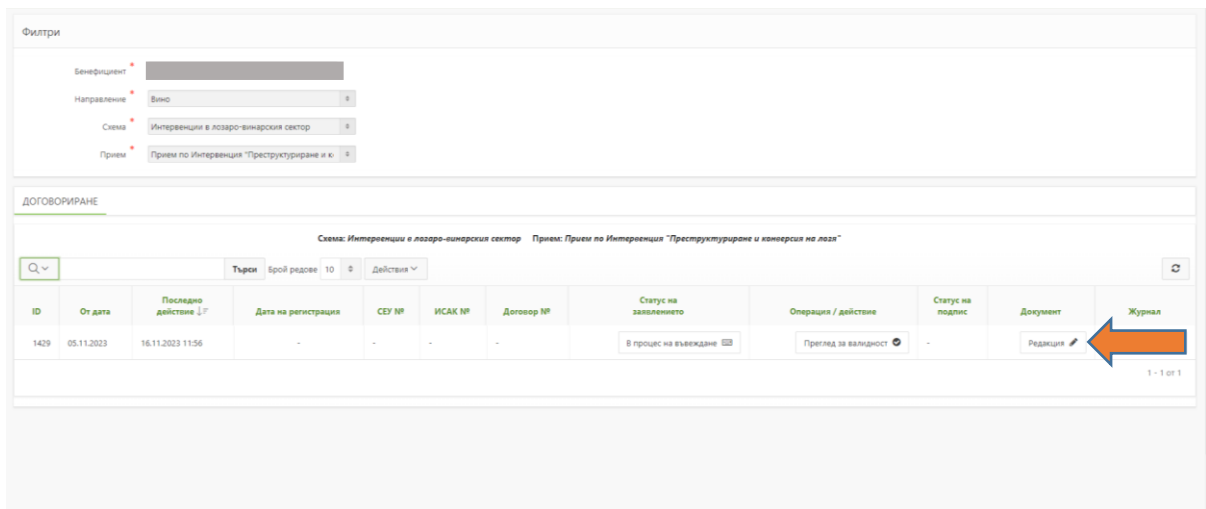 Филтри
Бенефициент *
Направление * Вино
Схема * Интервенции в лозаро-винарския сектор
Прием * Прием по Интервенция "Преструктуриране и к
ДОГОВОРИРАНЕ
Схема: Интервенции в лозаро-винарския сектор Прием: Прием по Интервенция "Преструктуриране и конверсия на лозя"
Търси Брой редове 10 Действия
ID От дата Последно действие Дата на регистрация СЕУ № ИСАК № Договор № Статус на заявлението Операция / действие Статус на подпис Документ Журнал
1429 05.11.2023 16.11.2023 11:56 - - - - В процес на въвеждане Преглед за валидност - Редакция
1 - 1 от 1